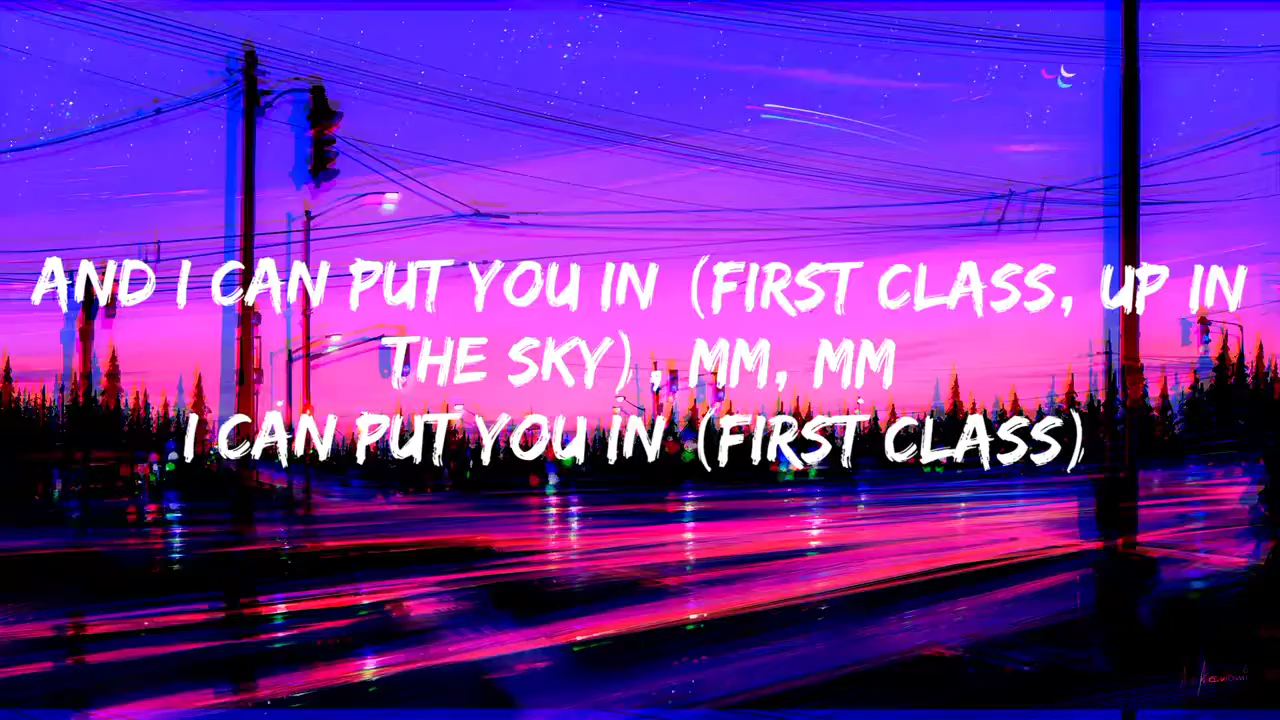 AND I CAN PUT YOU IN (FIRST CLASS, UP IN
THE SKY), MM, MM
I CAN PUT YOU IN (FIRST CLASS)